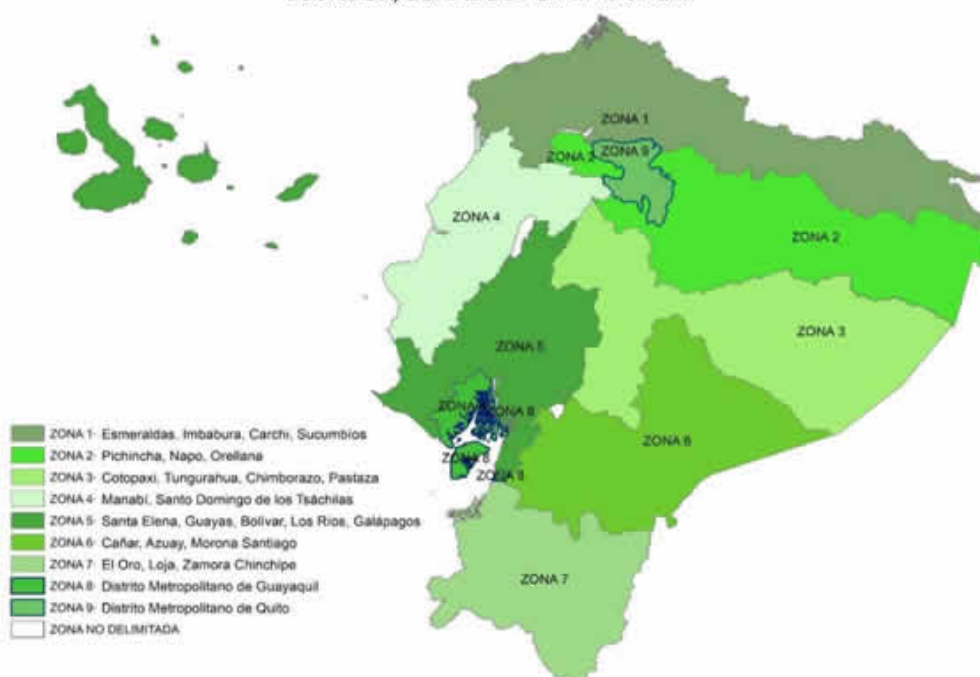 ZONA 1
ZONA 2
ZONA 9
ZONA 4
ZONA 2
ZONA 3
ZONA 5
ZONA 8
ZONA 6
ZONA 7
ZONA 1- Esmeraldas, Imbabura, Carchi, Sucumbíos
ZONA 2- Pichincha, Napo, Orellana
ZONA 3- Cotopaxi, Tungurahua, Chimborazo, Pastaza
ZONA 4- Manabí, Santo Domingo de los Tsáchilas
ZONA 5- Santa Elena, Guayas, Bolívar, Los Ríos, Galápagos
ZONA 6- Cañar, Azuay, Morona Santiago
ZONA 7- El Oro, Loja, Zamora Chinchipe
ZONA 8- Distrito Metropolitano de Guayaquil
ZONA 9- Distrito Metropolitano de Quito
ZONA NO DELIMITADA